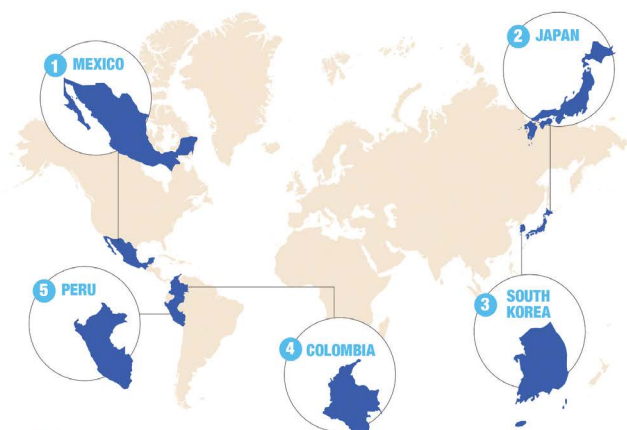 1 MEXICO
2 JAPAN
3 SOUTH
KOREA
4 COLOMBIA
5 PERU